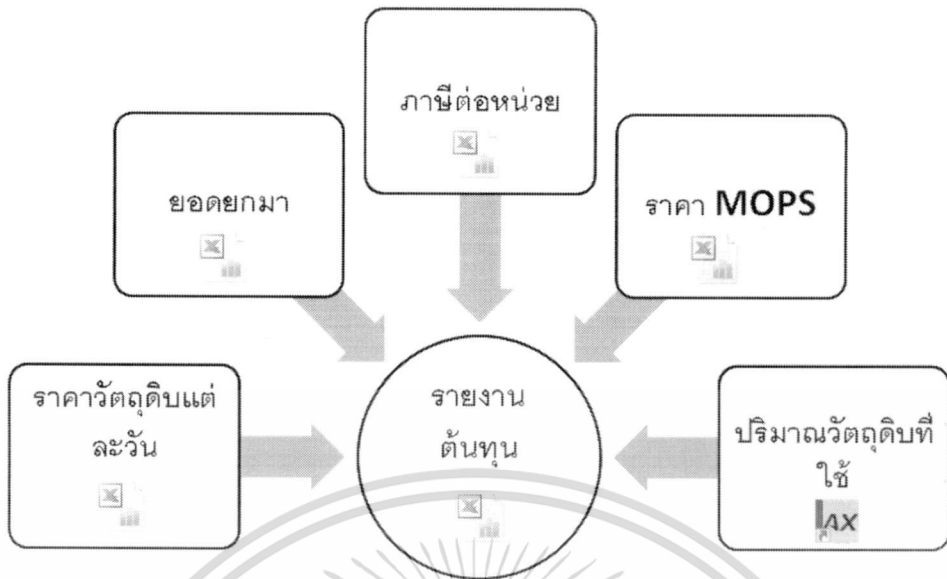 ภาษีต่อหน่วย
ยอดยกมา
ราคา MOPS
ราคาวัตถุดิบแต่
ละวัน
รายงาน
ต้นทุน
ปริมาณวัตถุดิบที่
ใช้
AX